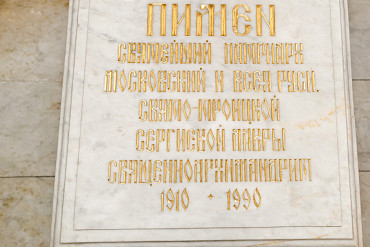 ПИМЕН
СВЯТЕЙШИЙ ПАТРИАРХ
МОСКОВСКИЙ И ВСЕЯ РУСИ.
СВЯТО-ТРОИЦКОЙ
СЕРГИЕВОЙ ЛАВРЫ
СВЯЩЕННОАРХИМАНДРИТ
1910 + 1990